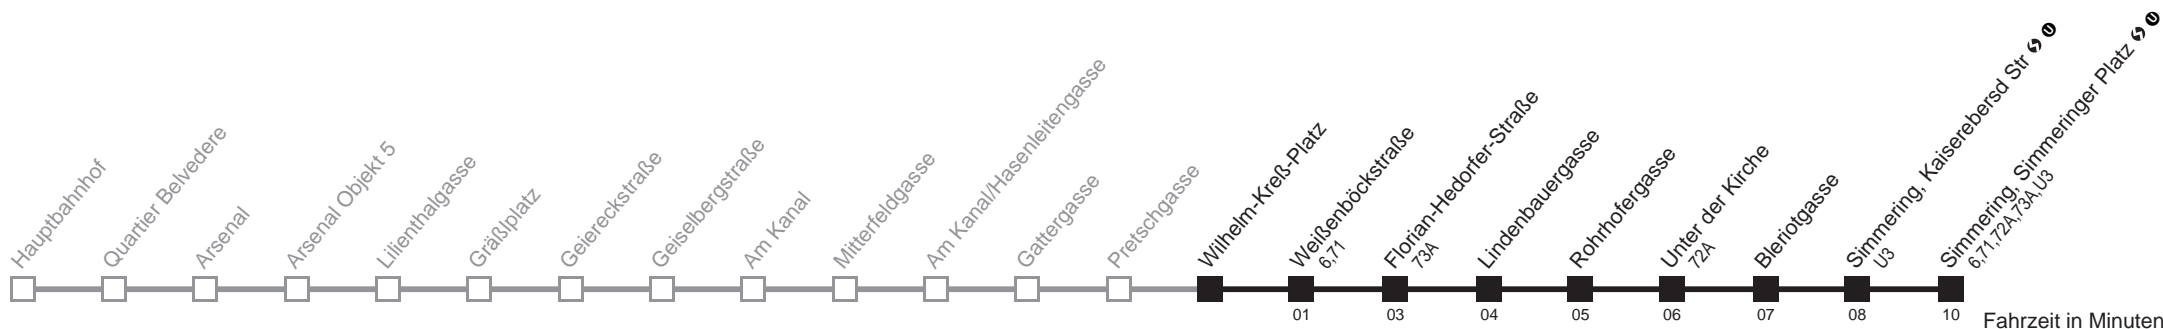 Hauptbahnhof
Quartier Belvedere
Arsenal
Arsenal Objekt 5
Lilienthalgasse
Gräßlplatz
Geiereckstraße
Geiselbergstraße
Am Kanal
Mitterfeldgasse
Am Kanal/Hasenleitengasse
Gattergasse
Pretschgasse
Wilhelm-Kreß-Platz
Weißenböckstraße
6,71
Florian-Hedorfer-Straße
73A
Lindenbauergasse
Rohrhofergasse
Unter der Kirche
72A
Bleriotgasse
Simmering, Kaiserebersd Str S U
U3
Simmering, Simmeringer Platz S U
6,71,72A,73A,U3
01 03 04 05 06 07 08 10
Fahrzeit in Minuten